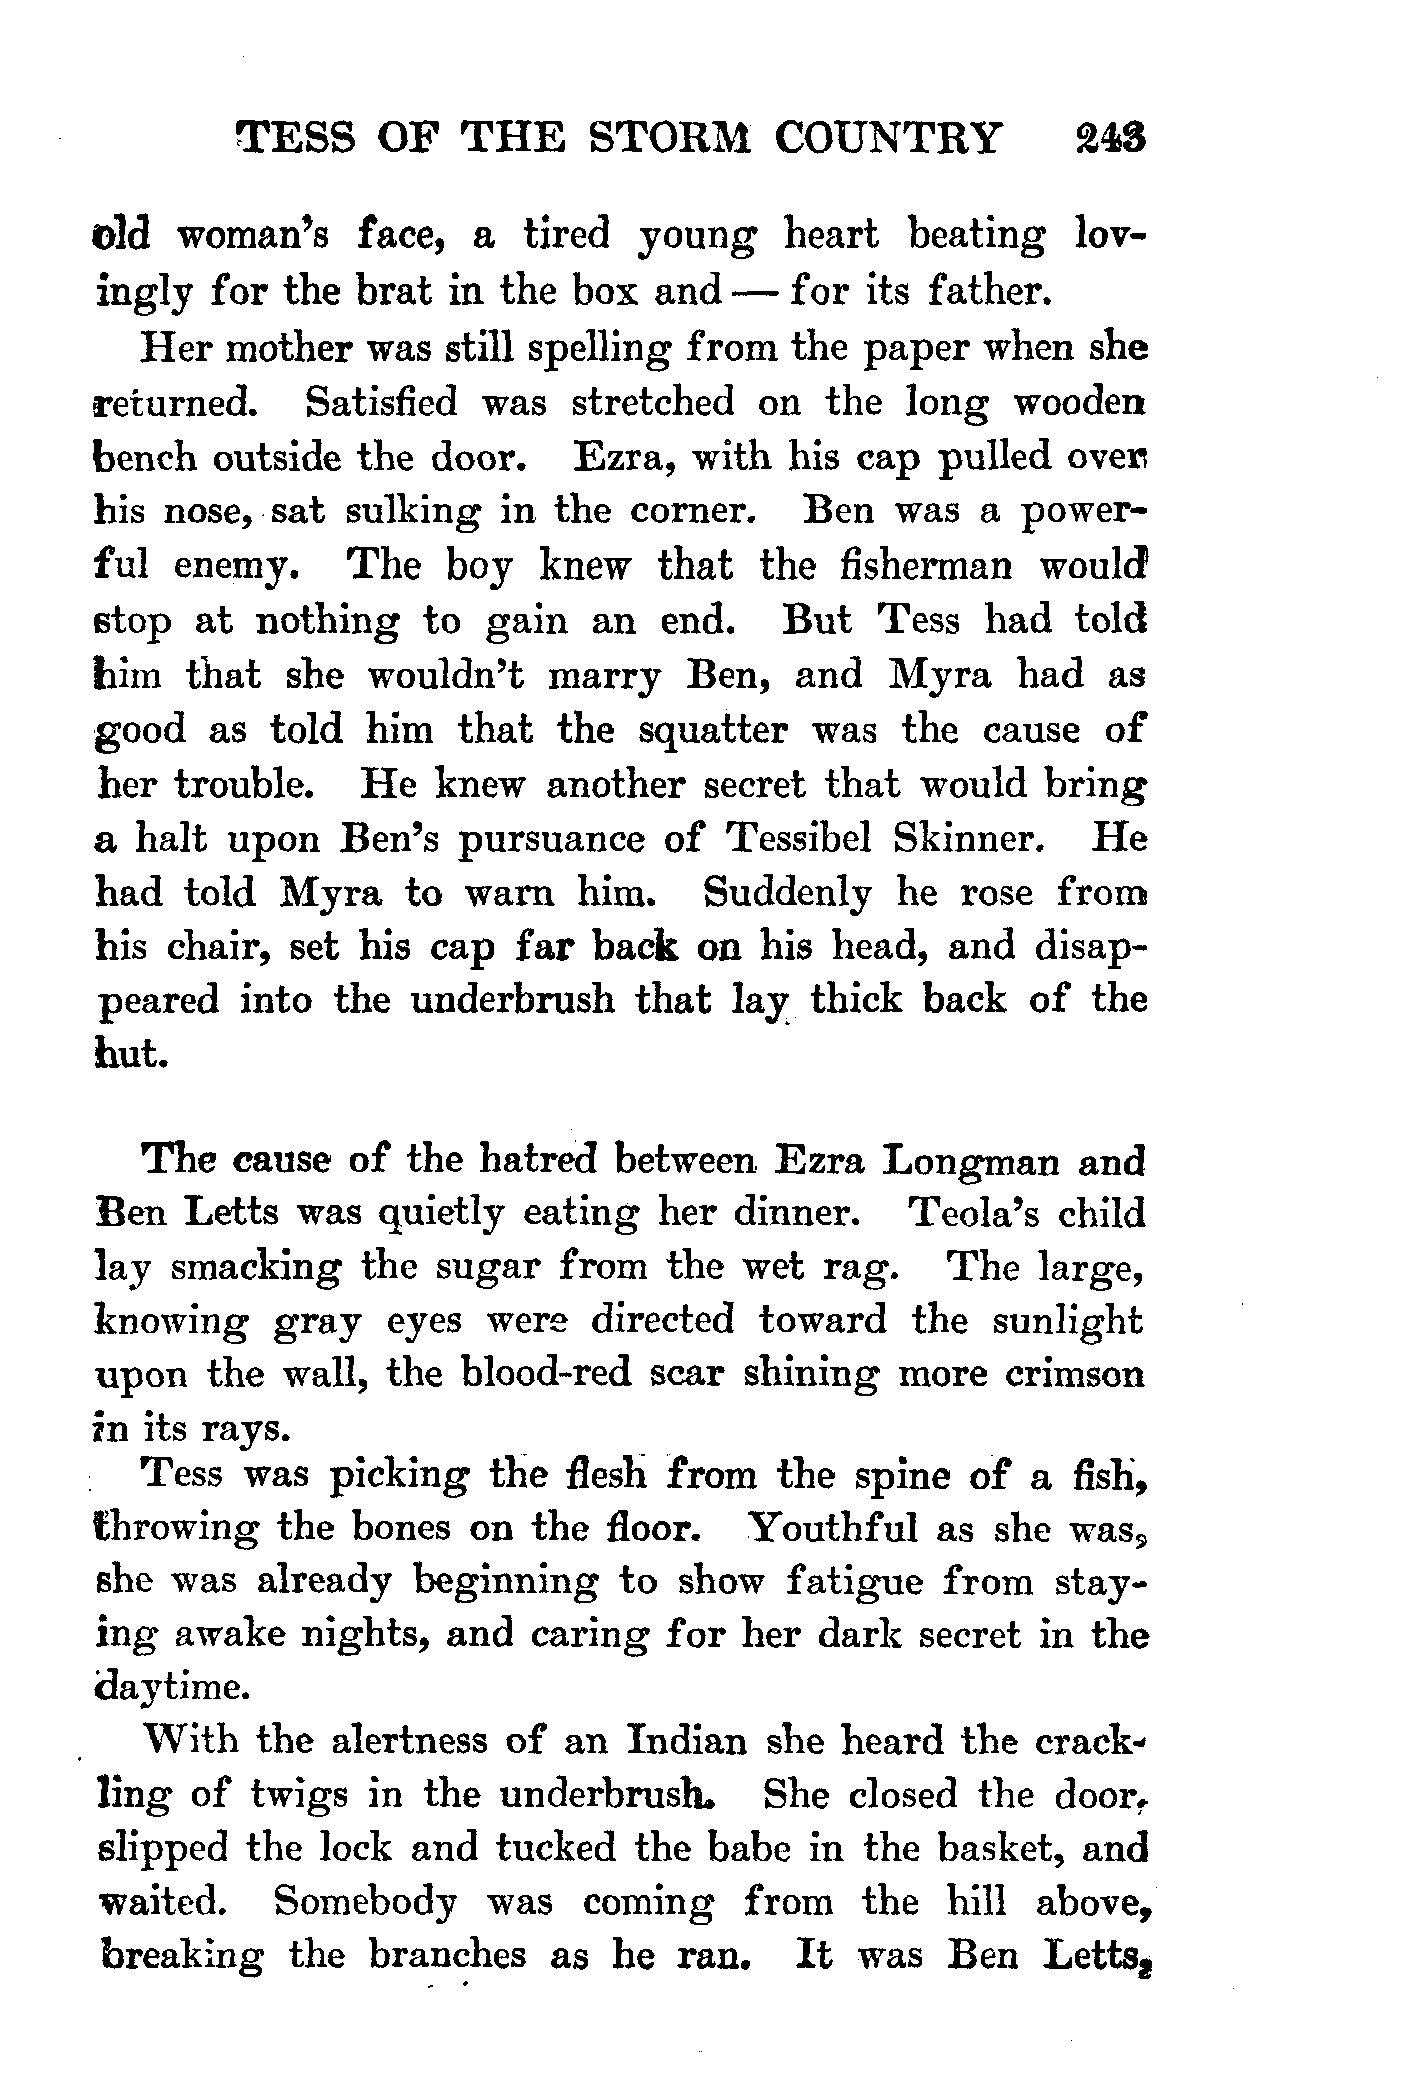 TESS OF THE STORM COUNTRY 243
old woman's face, a tired young heart beating lov-
ingly for the brat in the box and — for its father.
Her mother was still spelling from the paper when she
returned. Satisfied was stretched on the long wooden
bench outside the door. Ezra, with his cap pulled over
his nose, sat sulking in the corner. Ben was a power-
ful enemy. The boy knew that the fisherman would
stop at nothing to gain an end. But Tess had told
him that she wouldn't marry Ben, and Myra had as
good as told him that the squatter was the cause of
her trouble. He knew another secret that would bring
a halt upon Ben's pursuance of Tessibel Skinner. He
had told Myra to warn him. Suddenly he rose from
his chair, set his cap far back on his head, and disap-
peared into the underbrush that lay thick back of the
hut.
The cause of the hatred between Ezra Longman and
Ben Letts was quietly eating her dinner. Teola's child
lay smacking the sugar from the wet rag. The large,
knowing gray eyes were directed toward the sunlight
upon the wall, the blood-red scar shining more crimson
in its rays.
Tess was picking the flesh from the spine of a fish,
throwing the bones on the floor. Youthful as she was,
she was already beginning to show fatigue from stay-
ing awake nights, and caring for her dark secret in the
daytime.
With the alertness of an Indian she heard the crack-
ling of twigs in the underbrush. She closed the door,
slipped the lock and tucked the babe in the basket, and
waited. Somebody was coming from the hill above,
breaking the branches as he ran. It was Ben Letts,